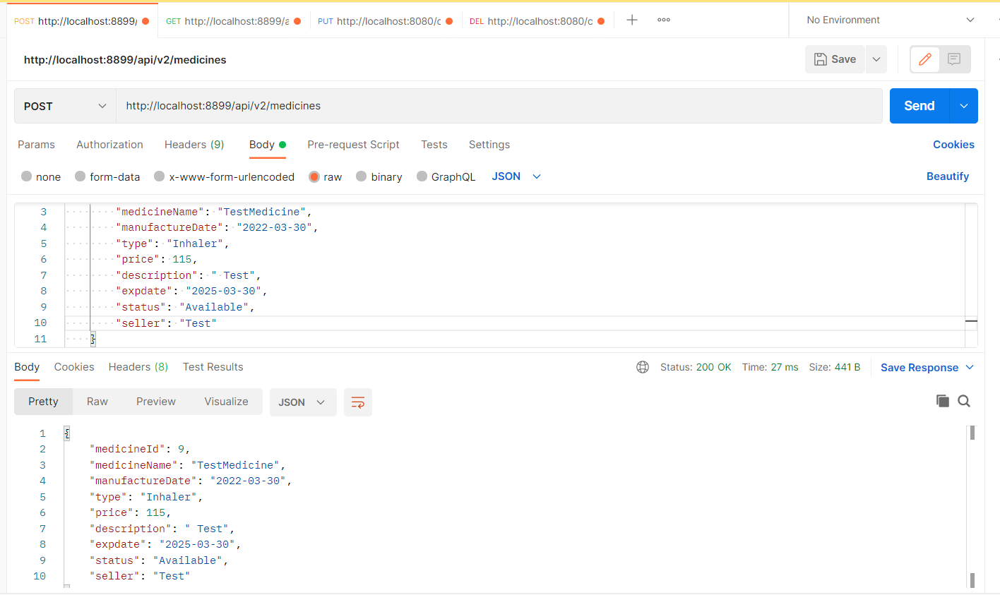 POST http://localhost:8899/ GET http://localhost:8899/a PUT http://localhost:8080/c DEL http://localhost:8080/c No Environment
http://localhost:8899/api/v2/medicines Save
POST http://localhost:8899/api/v2/medicines Send
Params Authorization Headers (9) Body Pre-request Script Tests Settings Cookies
none form-data x-www-form-urlencoded raw binary GraphQL JSON Beautify
3 "medicineName": "TestMedicine",
4 "manufactureDate": "2022-03-30",
5 "type": "Inhaler",
6 "price": 115,
7 "description": " Test",
8 "expdate": "2025-03-30",
9 "status": "Available",
10 "seller": "Test"
11 }
Body Cookies Headers (8) Test Results Status: 200 OK Time: 27 ms Size: 441 B Save Response
Pretty Raw Preview Visualize JSON
1 {
2 "medicineId": 9,
3 "medicineName": "TestMedicine",
4 "manufactureDate": "2022-03-30",
5 "type": "Inhaler",
6 "price": 115,
7 "description": " Test",
8 "expdate": "2025-03-30",
9 "status": "Available",
10 "seller": "Test"